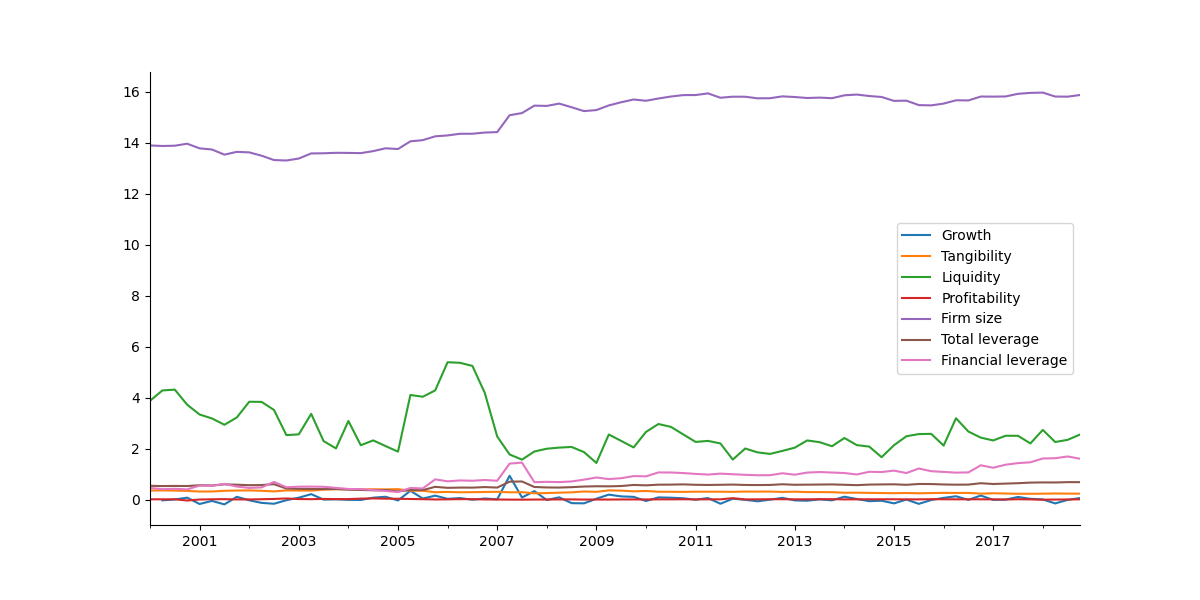 16
14
12
10
8
6
4
2
0
Growth
Tangibility
Liquidity
Profitability
Firm size
Total leverage
Financial leverage
2001 2003 2005 2007 2009 2011 2013 2015 2017